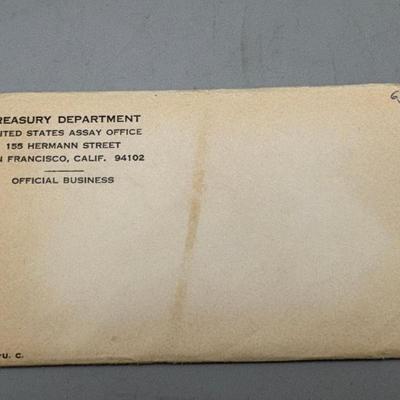 REASURY DEPARTMENT
ITED STATES ASSAY OFFICE
155 HERMANN STREET
N FRANCISCO, CALIF. 94102
OFFICIAL BUSINESS
U. C.